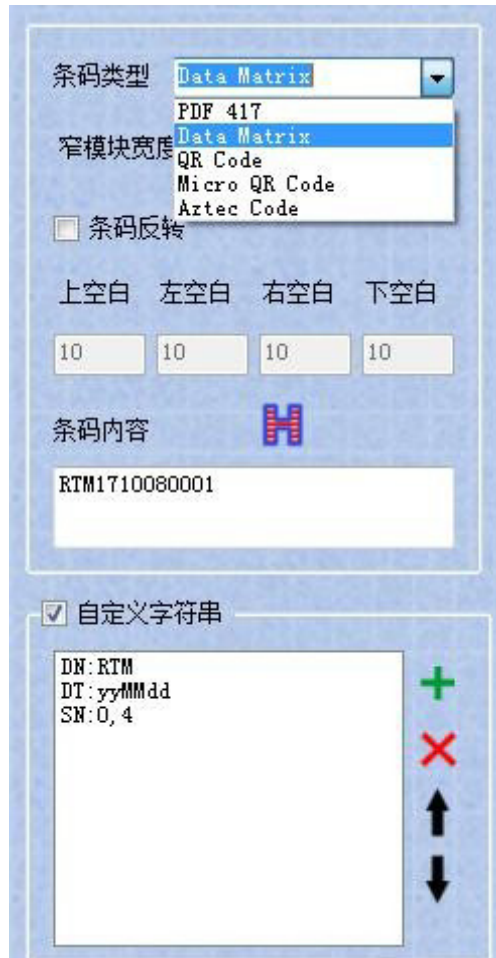 条码类型 Data Matrix
PDF 417
Data Matrix
窄模块宽度
QR Code
Micro QR Code
Aztec Code
条码反转
上空白 左空白 右空白 下空白
10 10 10 10
条码内容
RTM1710080001
自定义字符串
DN:RTM
DT:yyMMdd
SN:0,4